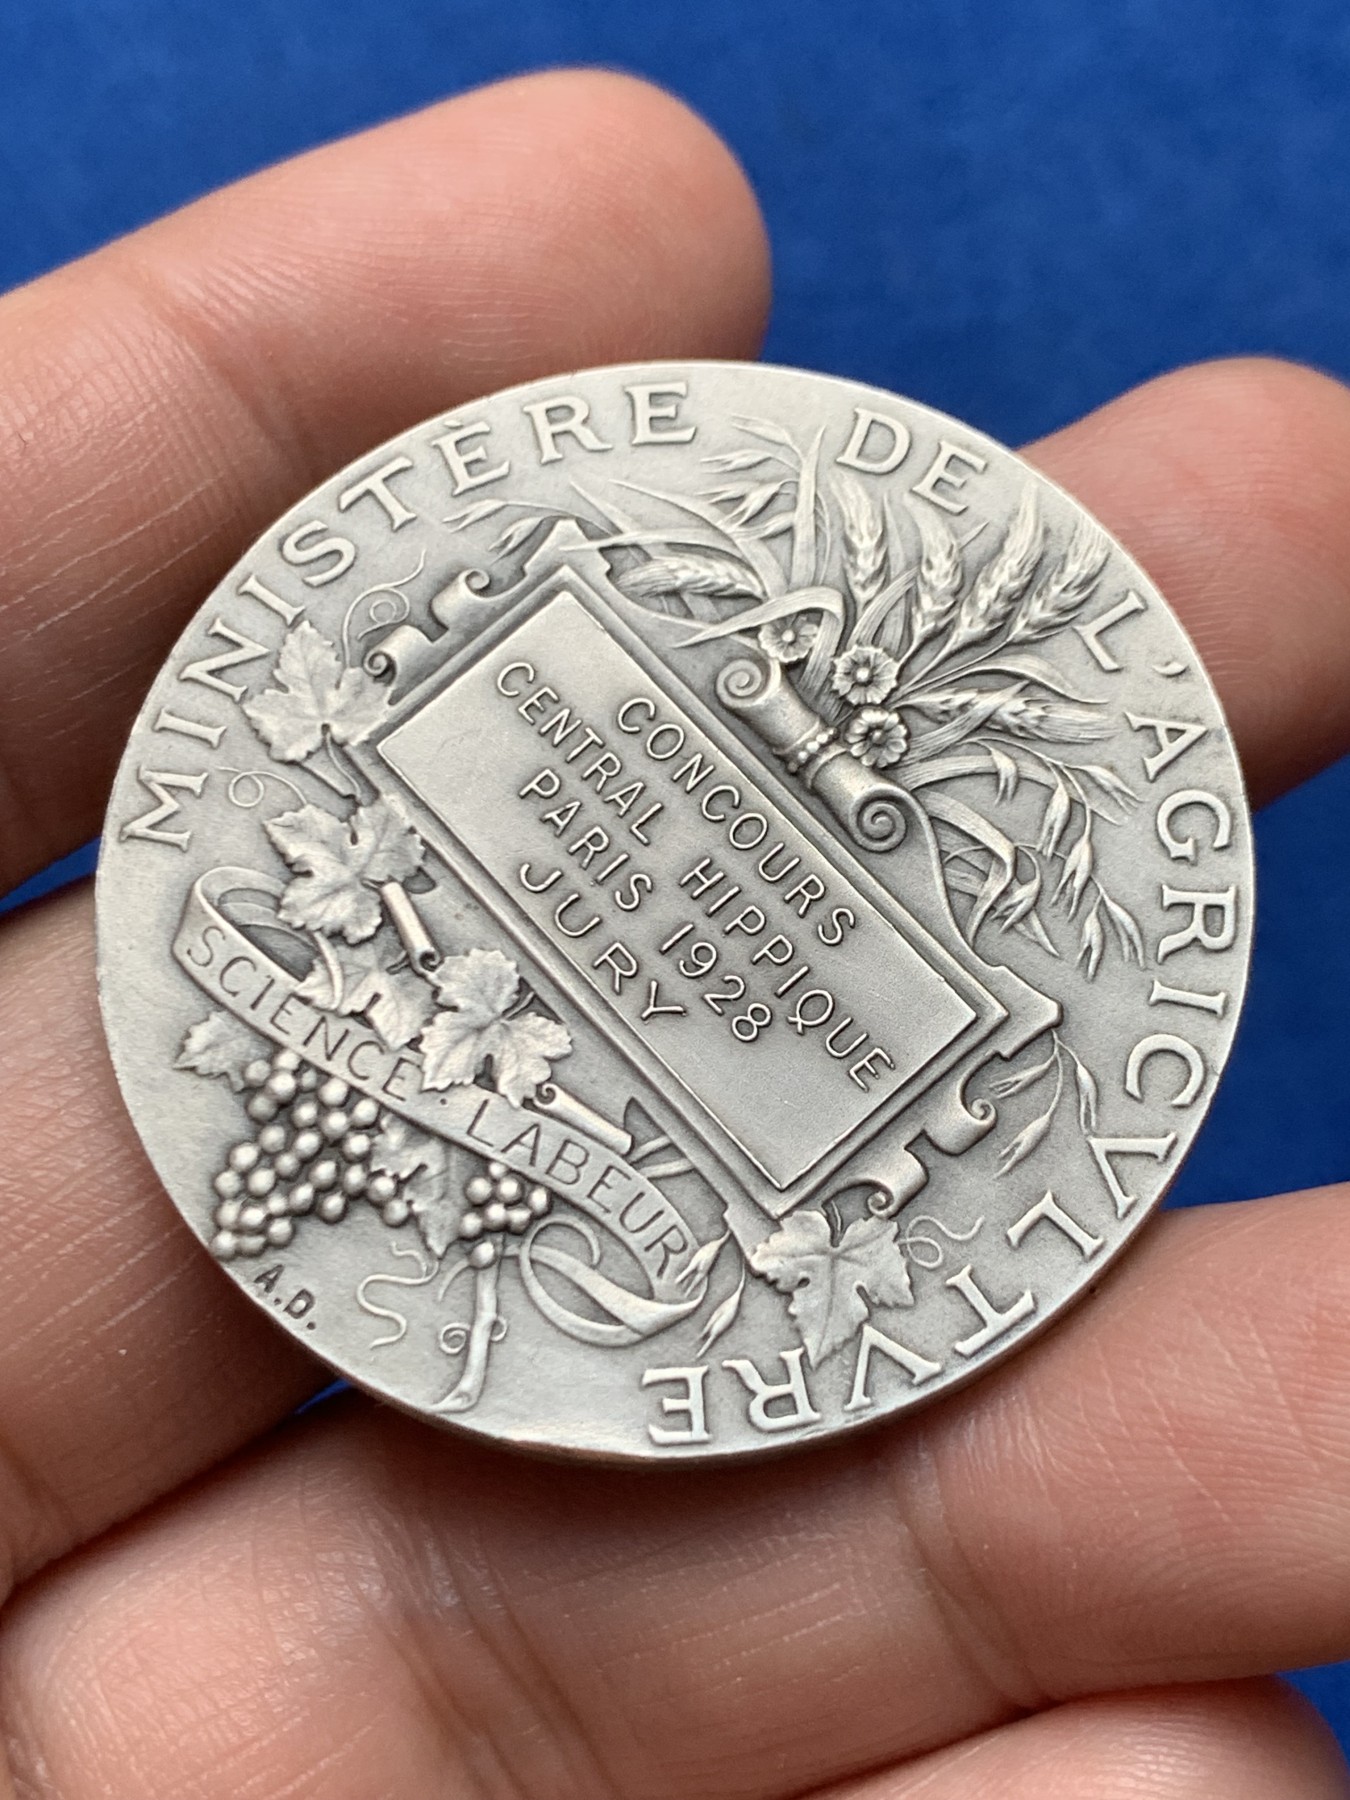 MINISTÈRE DE L'AGRICVLTVRE
CONCOURS
CENTRAL HIPPIQUE
PARIS 1928
JURY
SCIENCE · LABEUR
A.D.